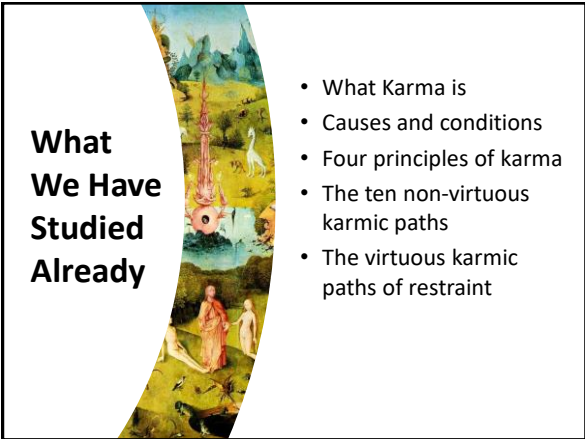 What
We Have
Studied
Already
• What Karma is
• Causes and conditions
• Four principles of karma
• The ten non-virtuous
karmic paths
• The virtuous karmic
paths of restraint